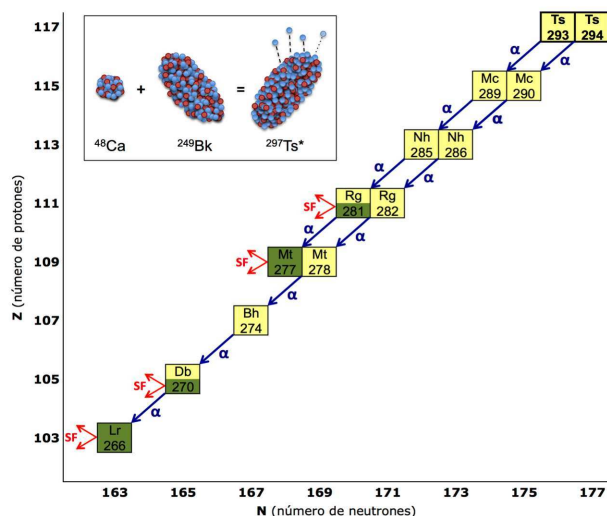 117
115
113
111
109
107
105
103
Z (número de protones)
48Ca
+
249Bk
=
297Ts*
Ts
293
Ts
294
α
α
Mc
289
Mc
290
α
α
Nh
285
Nh
286
α
α
SF
Rg
281
Rg
282
α
α
SF
Mt
277
Mt
278
α
Bh
274
α
SF
Db
270
α
SF
Lr
266
163
165
167
169
171
173
175
177
N (número de neutrones)